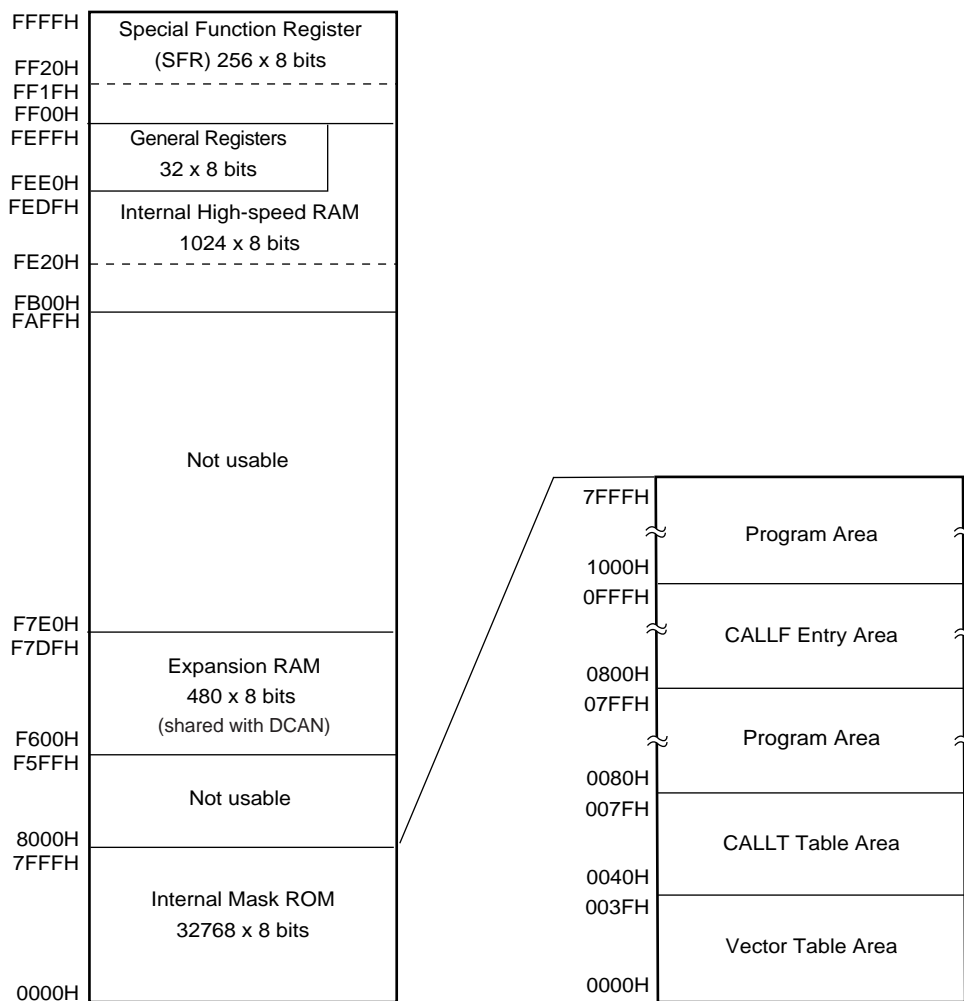 FFFFH
Special Function Register
(SFR) 256 x 8 bits
FF20H
FF1FH
FF00H
FEFFH
General Registers
32 x 8 bits
FEE0H
FEDFH
Internal High-speed RAM
1024 x 8 bits
FE20H
FB00H
FAFFH
Not usable
F7E0H
F7DFH
Expansion RAM
480 x 8 bits
(shared with DCAN)
F600H
F5FFH
Not usable
8000H
7FFFH
Internal Mask ROM
32768 x 8 bits
0000H
7FFFH
Program Area
1000H
0FFFH
CALLF Entry Area
0800H
07FFH
Program Area
0080H
007FH
CALLT Table Area
0040H
003FH
Vector Table Area
0000H